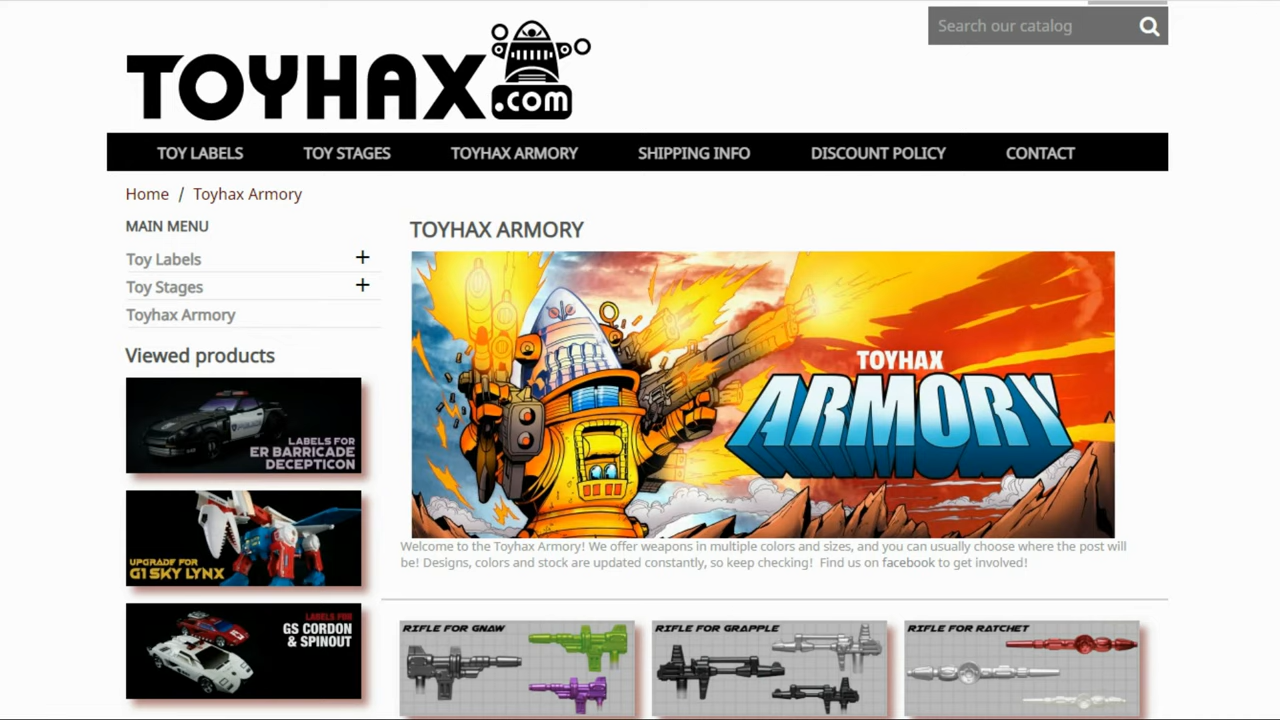 TOYHAX.com
Search our catalog
TOY LABELS TOY STAGES TOYHAX ARMORY SHIPPING INFO DISCOUNT POLICY CONTACT
Home / Toyhax Armory
MAIN MENU
Toy Labels +
Toy Stages +
Toyhax Armory
Viewed products
LABELS FOR
ER BARRICADE
DECEPTICON
UPGRADE FOR
G1 SKY LYNX
LABELS FOR
GS CORDON
& SPINOUT
TOYHAX ARMORY
TOYHAX
ARMORY
Welcome to the Toyhax Armory! We offer weapons in multiple colors and sizes, and you can usually choose where the post will
be! Designs, colors and stock are updated constantly, so keep checking! Find us on facebook to get involved!
RIFLE FOR GNAW
RIFLE FOR GRAPPLE
RIFLE FOR RATCHET